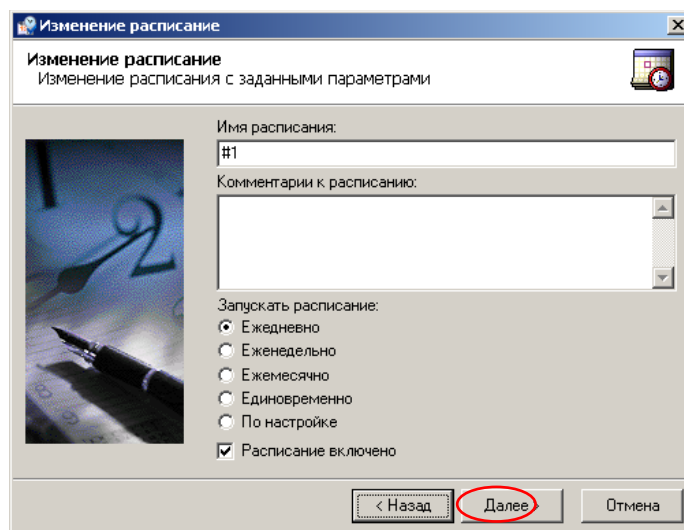 Изменение расписание
Изменение расписание
Изменение расписания с заданными параметрами
Имя расписания:
#1
Комментарии к расписанию:
Запускать расписание:
Ежедневно
Еженедельно
Ежемесячно
Единовременно
По настройке
Расписание включено
< Назад Далее > Отмена